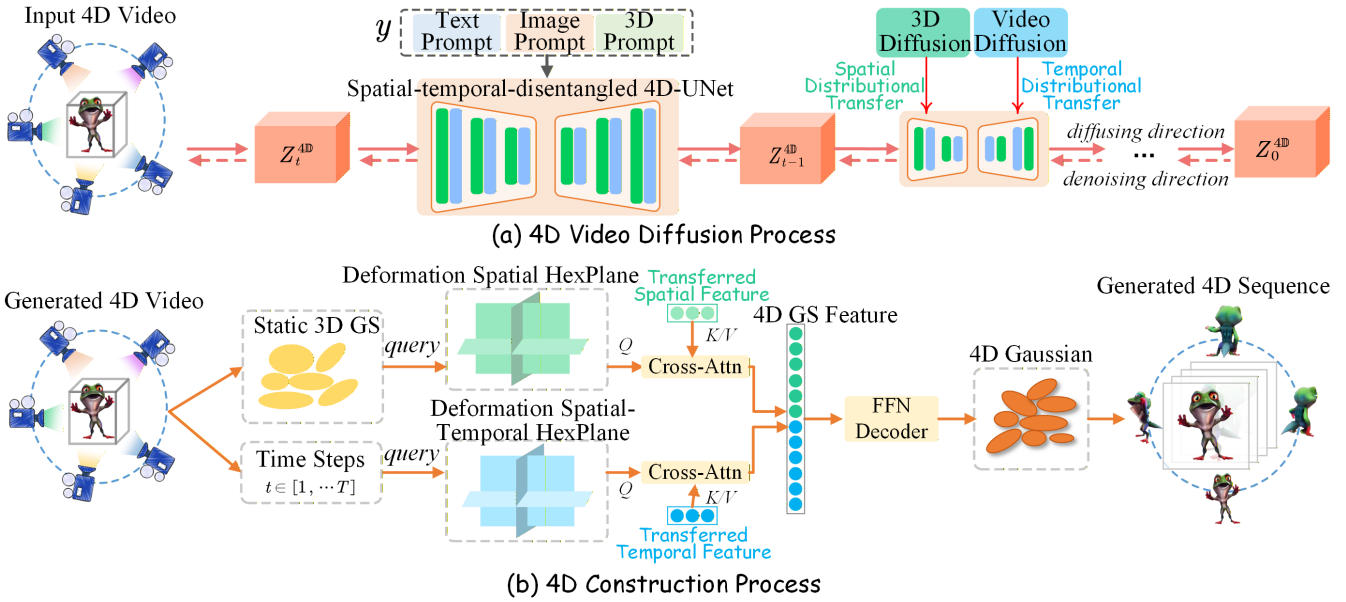 Input 4D Video
y
Text Prompt
Image Prompt
3D Prompt
Spatial-temporal-disentangled 4D-UNet
3D Diffusion
Video Diffusion
Spatial Distributional Transfer
Temporal Distributional Transfer
Z_t^{4𝔻}
Z_{t-1}^{4𝔻}
diffusing direction
...
denoising direction
Z_0^{4𝔻}
(a) 4D Video Diffusion Process
Generated 4D Video
Static 3D GS
query
Deformation Spatial HexPlane
Q
Transferred Spatial Feature
K/V
Cross-Attn
Time Steps
t∈[1, ⋯T]
query
Deformation Spatial-Temporal HexPlane
Q
Cross-Attn
K/V
Transferred Temporal Feature
4D GS Feature
FFN Decoder
4D Gaussian
Generated 4D Sequence
(b) 4D Construction Process